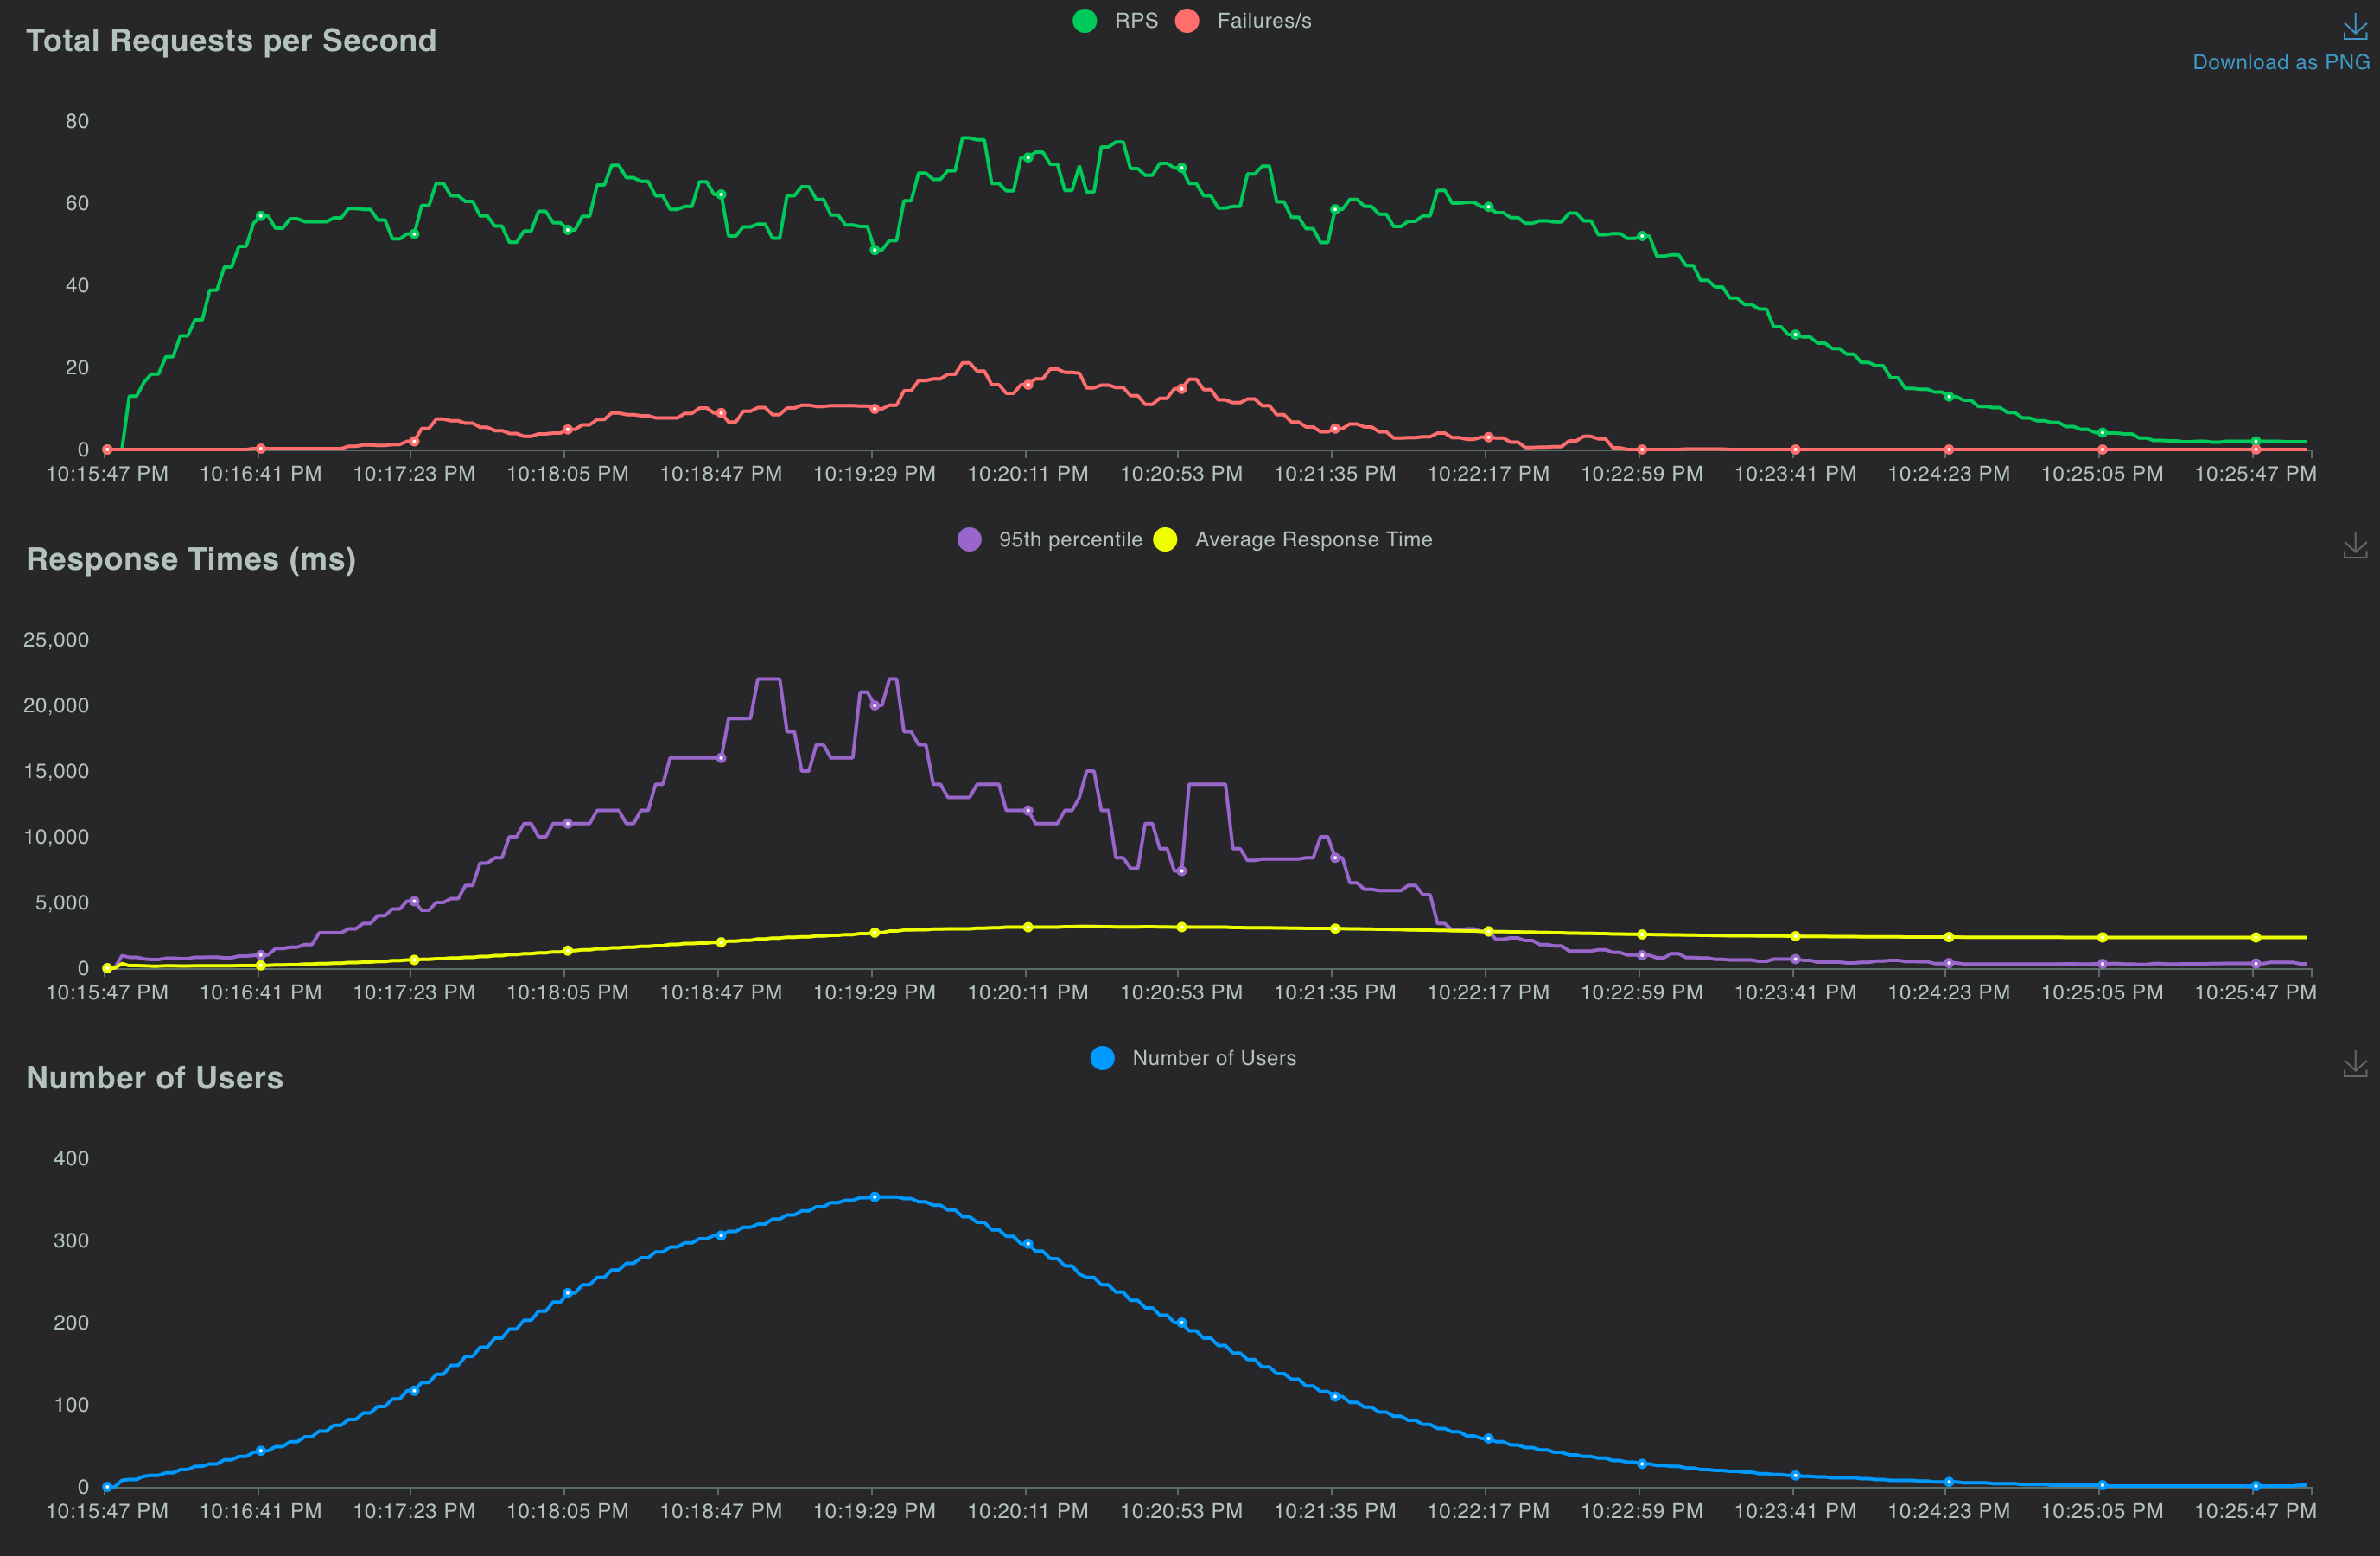 RPS Failures/s
Total Requests per Second
Download as PNG
80
60
40
20
0
10:15:47 PM 10:16:41 PM 10:17:23 PM 10:18:05 PM 10:18:47 PM 10:19:29 PM 10:20:11 PM 10:20:53 PM 10:21:35 PM 10:22:17 PM 10:22:59 PM 10:23:41 PM 10:24:23 PM 10:25:05 PM 10:25:47 PM
95th percentile Average Response Time
Response Times (ms)
25,000
20,000
15,000
10,000
5,000
0
10:15:47 PM 10:16:41 PM 10:17:23 PM 10:18:05 PM 10:18:47 PM 10:19:29 PM 10:20:11 PM 10:20:53 PM 10:21:35 PM 10:22:17 PM 10:22:59 PM 10:23:41 PM 10:24:23 PM 10:25:05 PM 10:25:47 PM
Number of Users
Number of Users
400
300
200
100
0
10:15:47 PM 10:16:41 PM 10:17:23 PM 10:18:05 PM 10:18:47 PM 10:19:29 PM 10:20:11 PM 10:20:53 PM 10:21:35 PM 10:22:17 PM 10:22:59 PM 10:23:41 PM 10:24:23 PM 10:25:05 PM 10:25:47 PM